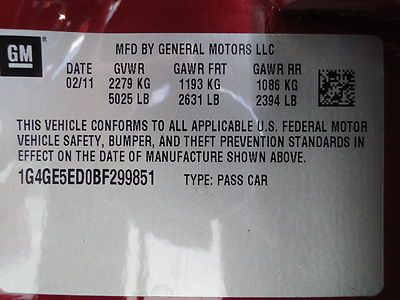 GM
MFD BY GENERAL MOTORS LLC
DATE GVWR GAWR FRT GAWR RR
02/11 2279 KG 1193 KG 1086 KG
5025 LB 2631 LB 2394 LB
THIS VEHICLE CONFORMS TO ALL APPLICABLE U.S. FEDERAL MOTOR
VEHICLE SAFETY, BUMPER, AND THEFT PREVENTION STANDARDS IN
EFFECT ON THE DATE OF MANUFACTURE SHOWN ABOVE.
1G4GE5ED0BF299851 TYPE: PASS CAR